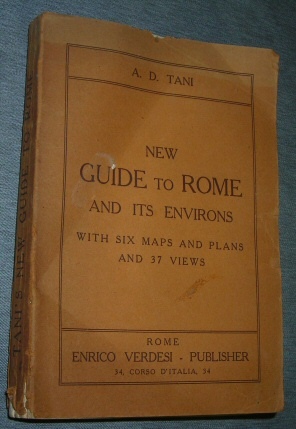 A. D. TANI
NEW
GUIDE TO ROME
AND ITS ENVIRONS
WITH SIX MAPS AND PLANS
AND 37 VIEWS
ROME
ENRICO VERDESI - PUBLISHER
34, CORSO D'ITALIA, 34
TANI'S NEW GUIDE TO ROME